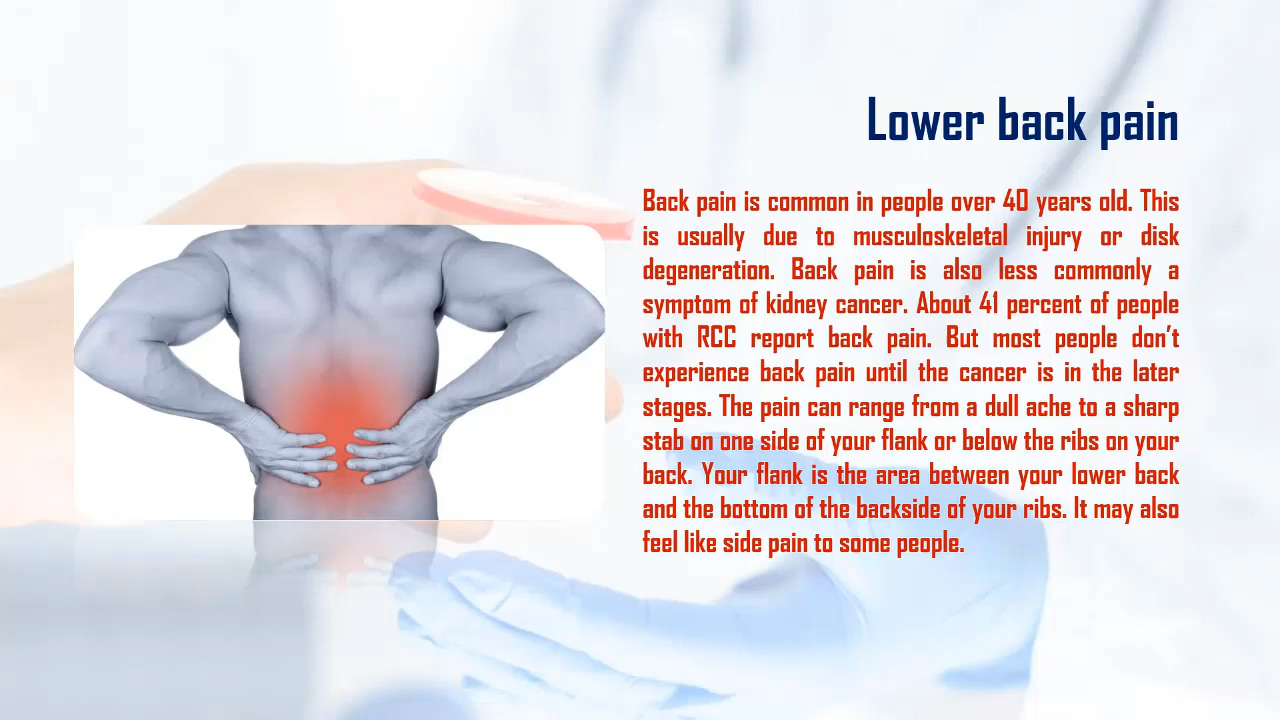 Lower back pain
Back pain is common in people over 40 years old. This
is usually due to musculoskeletal injury or disk
degeneration. Back pain is also less commonly a
symptom of kidney cancer. About 41 percent of people
with RCC report back pain. But most people don’t
experience back pain until the cancer is in the later
stages. The pain can range from a dull ache to a sharp
stab on one side of your flank or below the ribs on your
back. Your flank is the area between your lower back
and the bottom of the backside of your ribs. It may also
feel like side pain to some people.